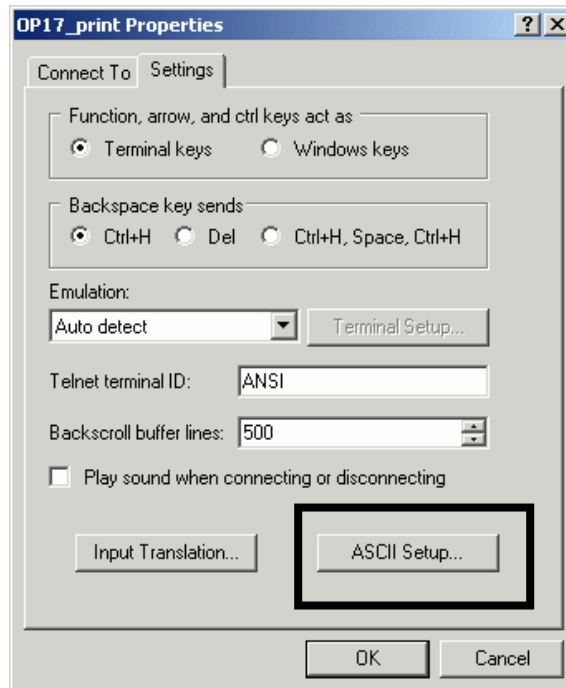 OP17_print Properties
Connect To Settings
Function, arrow, and ctrl keys act as
Terminal keys Windows keys
Backspace key sends
Ctrl+H Del Ctrl+H, Space, Ctrl+H
Emulation:
Auto detect Terminal Setup...
Telnet terminal ID: ANSI
Backscroll buffer lines: 500
Play sound when connecting or disconnecting
Input Translation... ASCII Setup...
OK Cancel